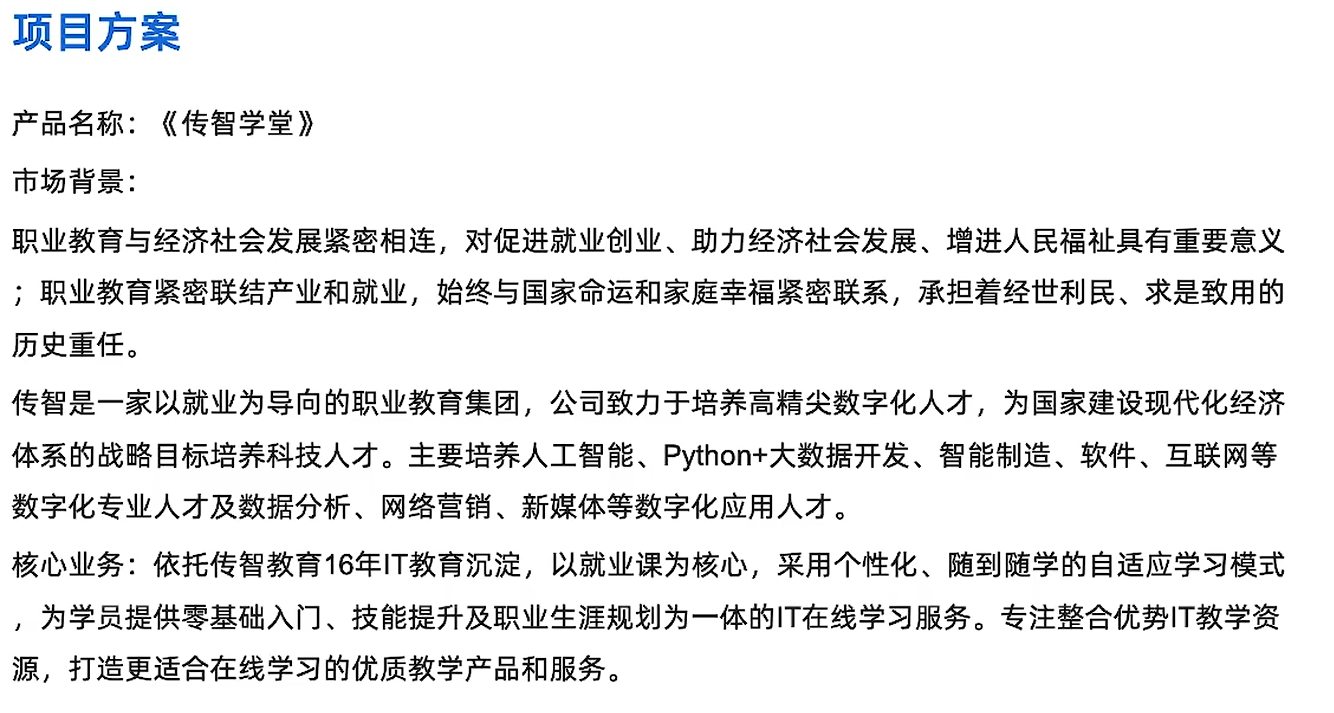 项目方案
产品名称：《传智学堂》
市场背景：
职业教育与经济社会发展紧密相连，对促进就业创业、助力经济社会发展、增进人民福祉具有重要意义
；职业教育紧密联结产业和就业，始终与国家命运和家庭幸福紧密联系，承担着经世利民、求是致用的
历史重任。
传智是一家以就业为导向的职业教育集团，公司致力于培养高精尖数字化人才，为国家建设现代化经济
体系的战略目标培养科技人才。主要培养人工智能、Python+大数据开发、智能制造、软件、互联网等
数字化专业人才及数据分析、网络营销、新媒体等数字化应用人才。
核心业务：依托传智教育16年IT教育沉淀，以就业课为核心，采用个性化、随到随学的自适应学习模式
，为学员提供零基础入门、技能提升及职业生涯规划为一体的IT在线学习服务。专注整合优势IT教学资
源，打造更适合在线学习的优质教学产品和服务。